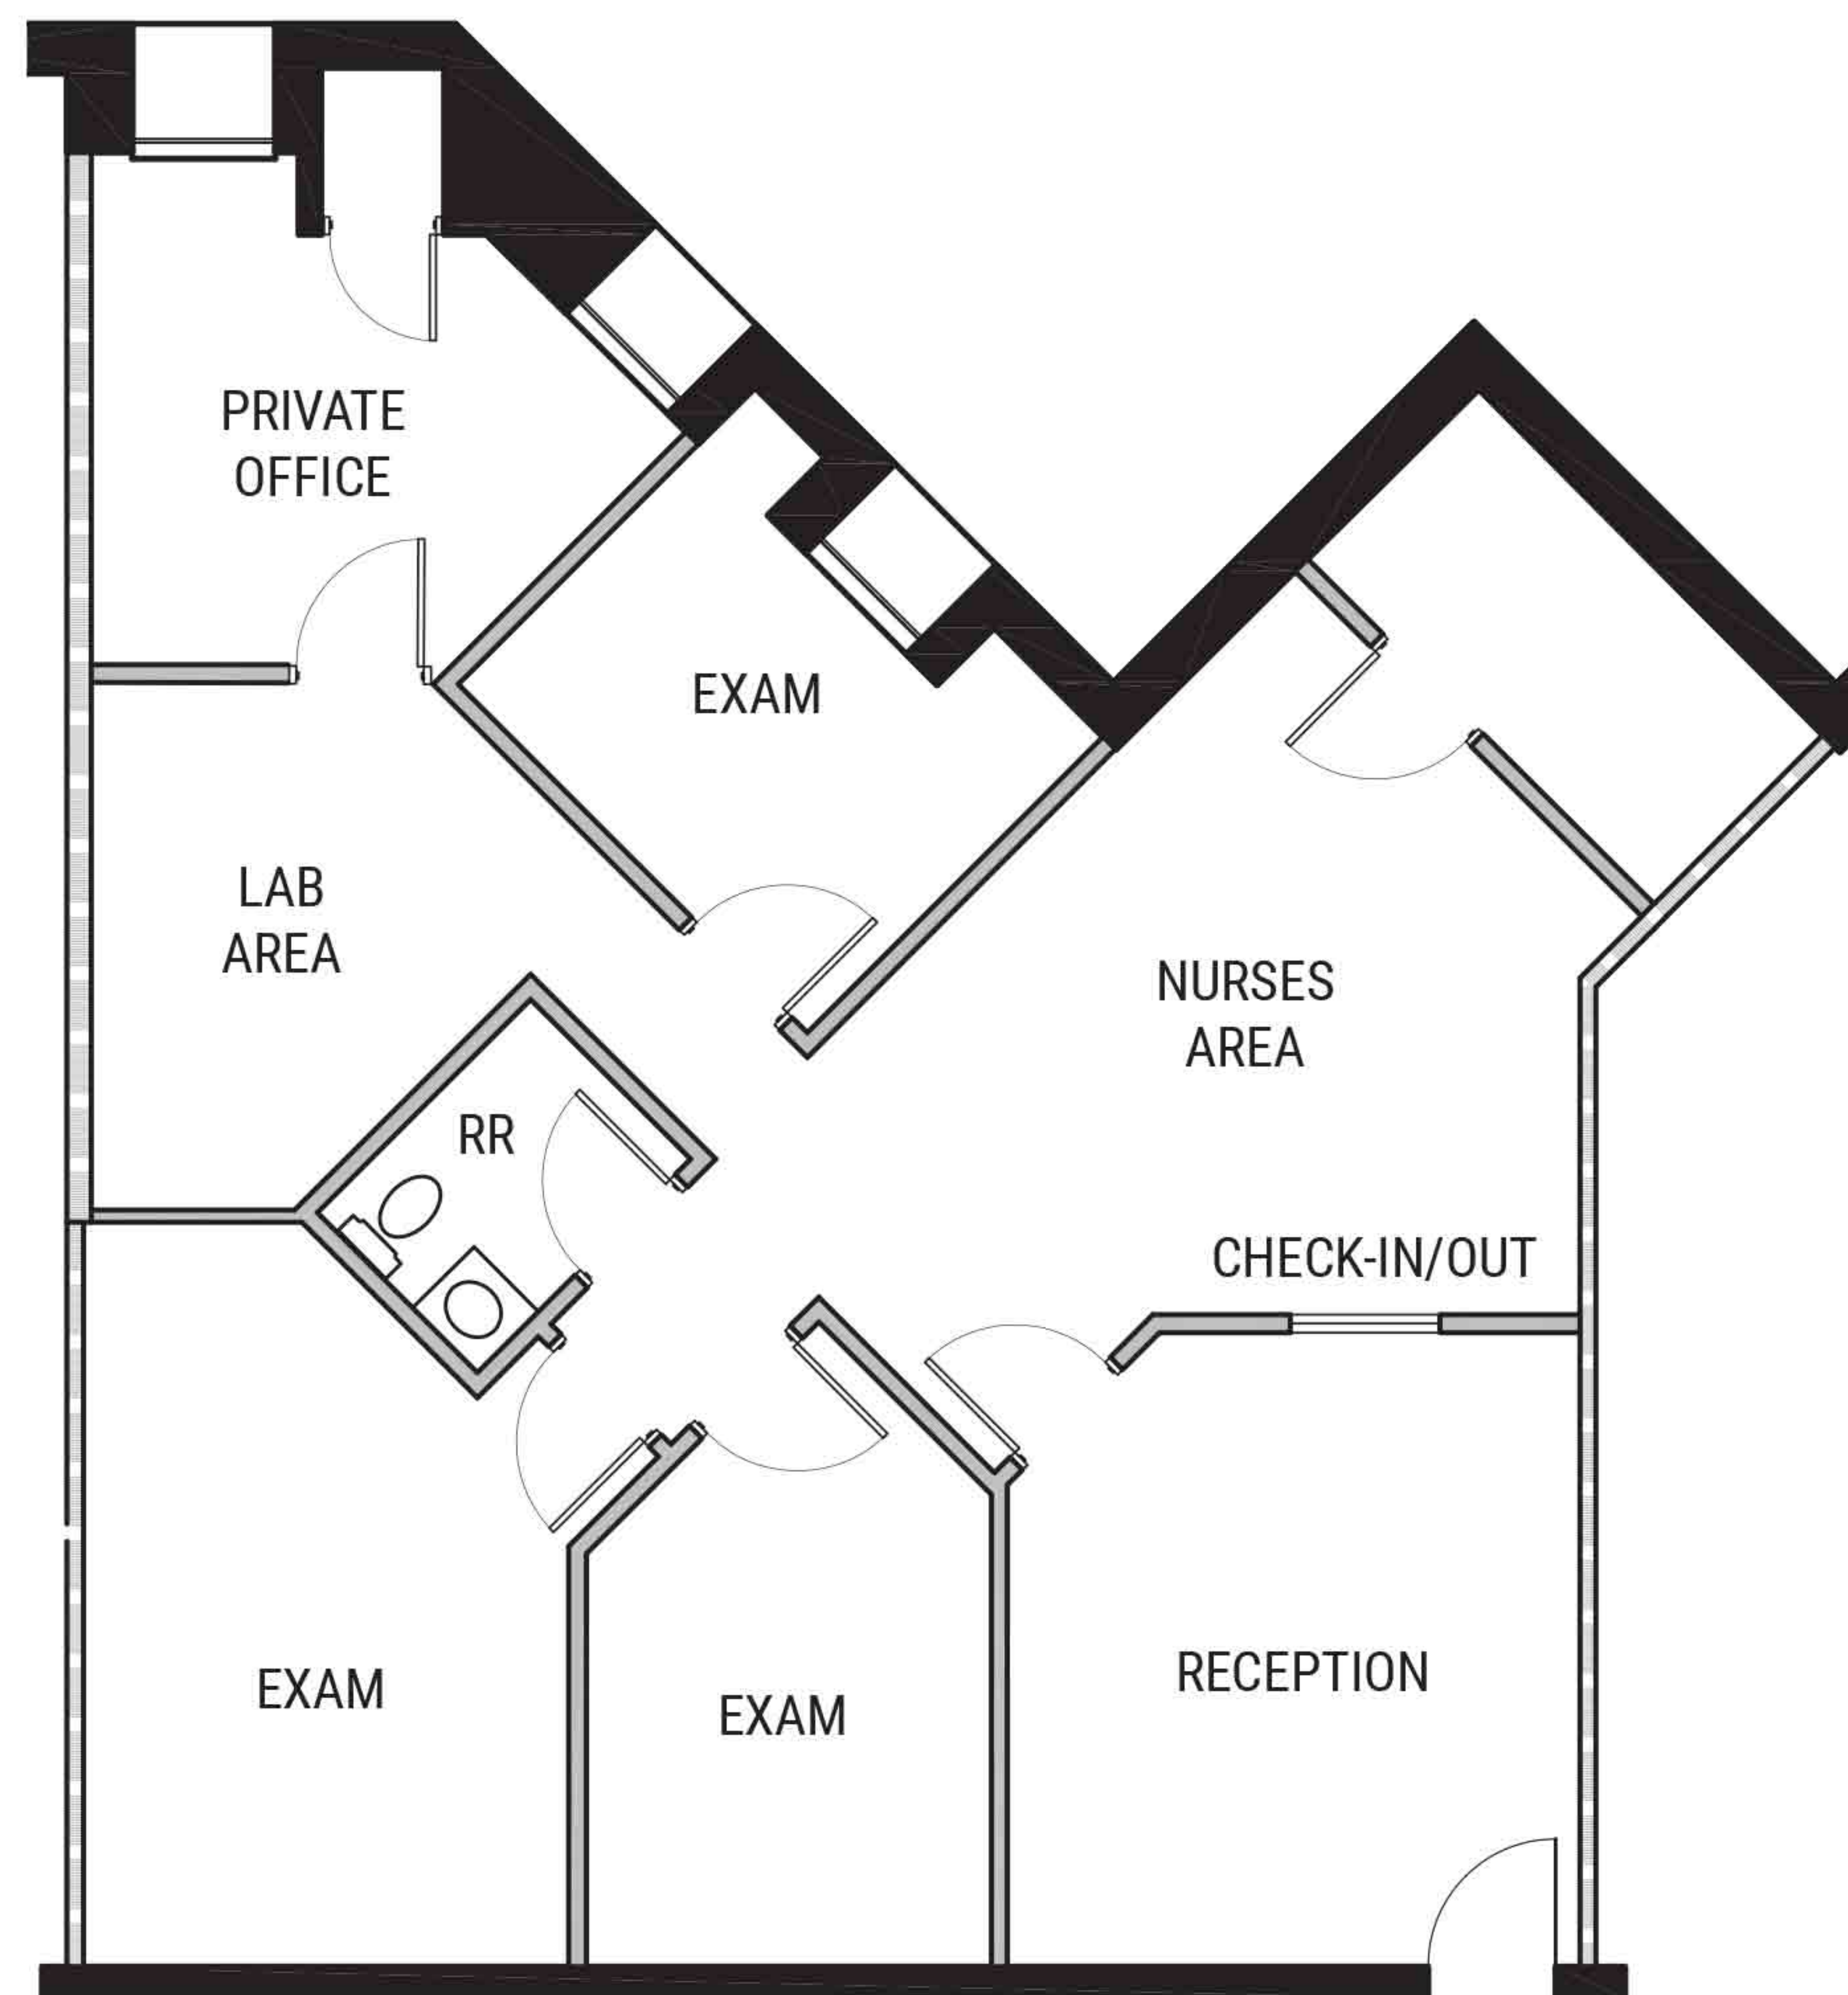 PRIVATE
OFFICE
EXAM
LAB
AREA
NURSES
AREA
RR
CHECK-IN/OUT
EXAM
EXAM
RECEPTION